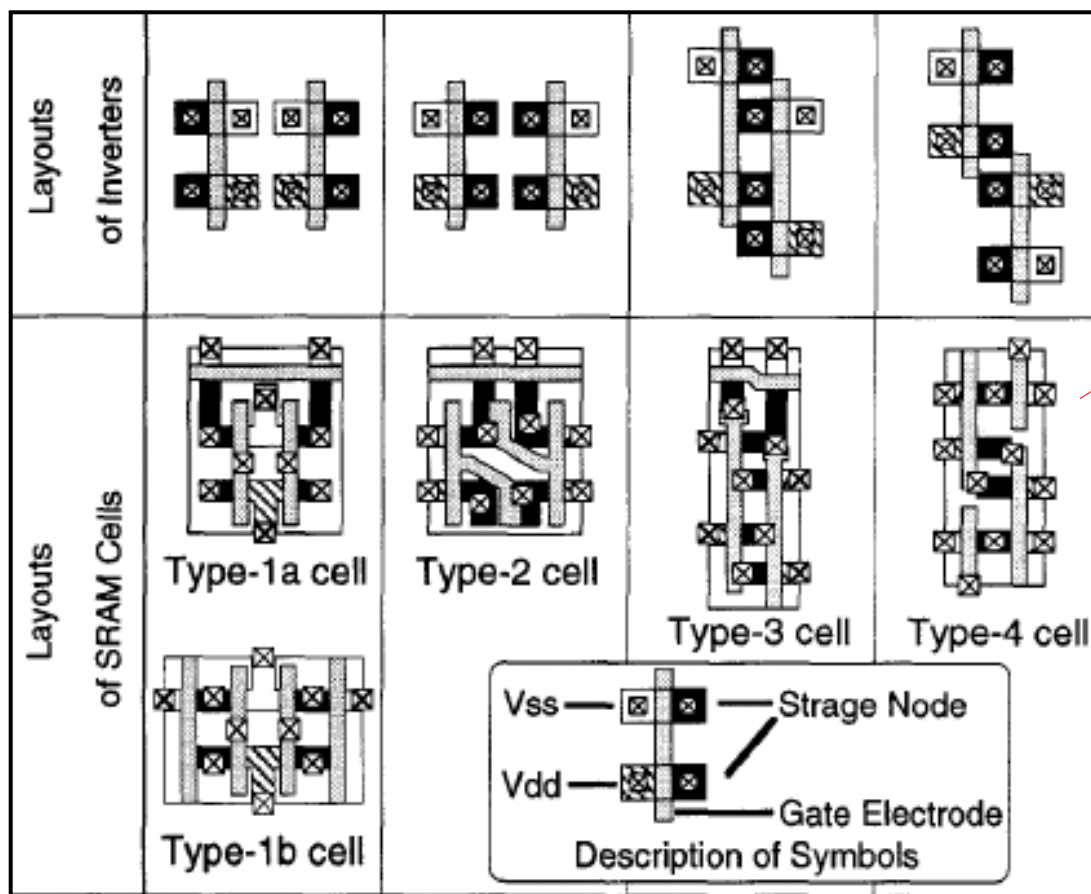 Layouts
of Inverters
Layouts
of SRAM Cells
Type-1a cell
Type-2 cell
Type-3 cell
Type-4 cell
Type-1b cell
Vss
Strage Node
Vdd
Gate Electrode
Description of Symbols